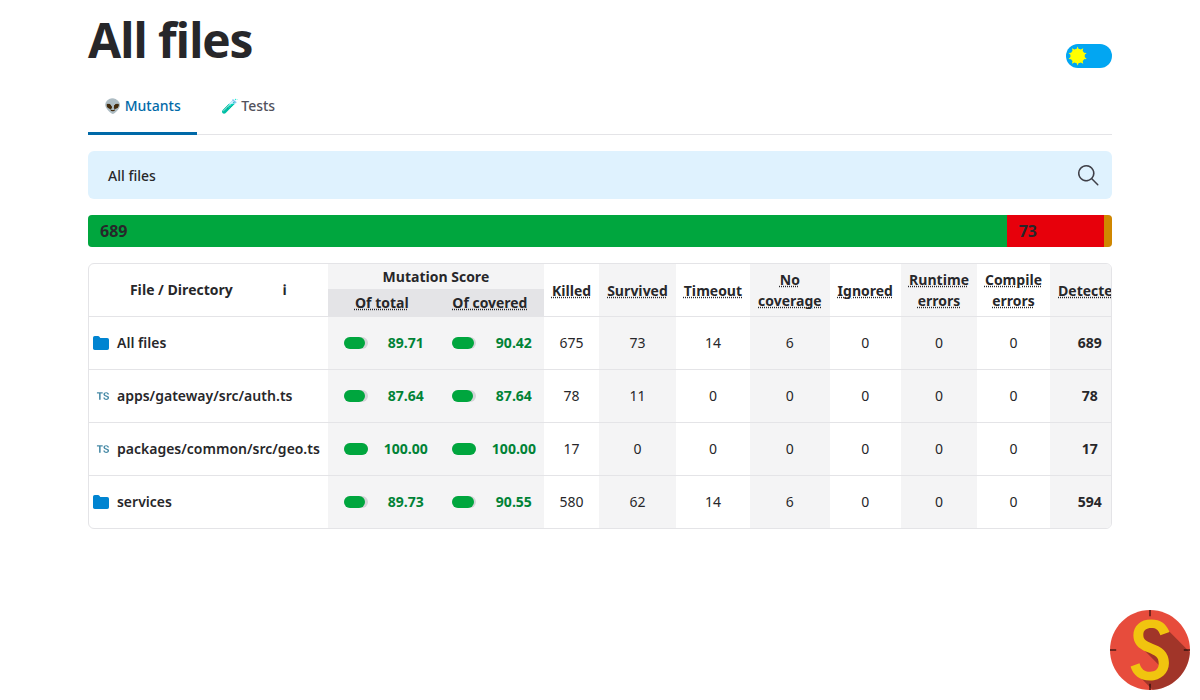 All files
👽 Mutants 🧪 Tests
All files
689 73
File / Directory i Mutation Score Killed Survived Timeout No coverage Ignored Runtime errors Compile errors Detecte
Of total Of covered
All files 89.71 90.42 675 73 14 6 0 0 0 689
TS apps/gateway/src/auth.ts 87.64 87.64 78 11 0 0 0 0 0 78
TS packages/common/src/geo.ts 100.00 100.00 17 0 0 0 0 0 0 17
services 89.73 90.55 580 62 14 6 0 0 0 594
S